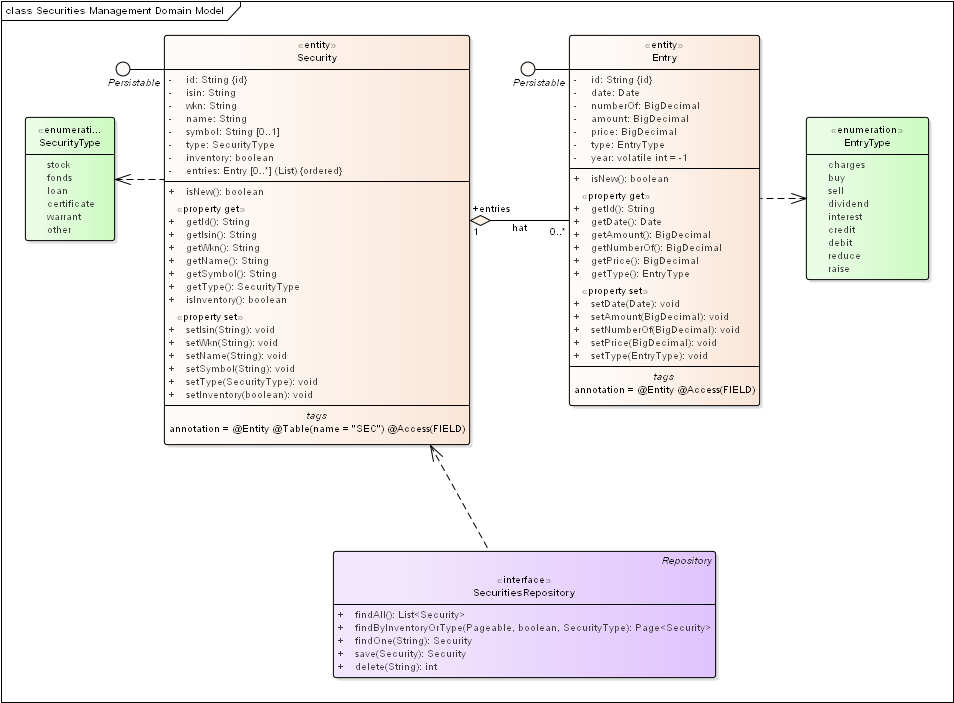 class Securities Management Domain Model
«entity»
Security
Persistable
- id: String {id}
- isin: String
- wkn: String
- name: String
- symbol: String [0..1]
- type: SecurityType
- inventory: boolean
- entries: Entry [0..*] (List) {ordered}
+ isNew(): boolean
«property get»
+ getId(): String
+ getIsin(): String
+ getWkn(): String
+ getName(): String
+ getSymbol(): String
+ getType(): SecurityType
+ isInventory(): boolean
«property set»
+ setIsin(String): void
+ setWkn(String): void
+ setName(String): void
+ setSymbol(String): void
+ setType(SecurityType): void
+ setInventory(boolean): void
tags
annotation = @Entity @Table(name = "SEC") @Access(FIELD)
«enumerati...
SecurityType
stock
fonds
loan
certificate
warrant
other
+entries
1
hat
0..*
«entity»
Entry
Persistable
- id: String {id}
- date: Date
- numberOf: BigDecimal
- amount: BigDecimal
- price: BigDecimal
- type: EntryType
- year: volatile int = -1
+ isNew(): boolean
«property get»
+ getId(): String
+ getDate(): Date
+ getAmount(): BigDecimal
+ getNumberOf(): BigDecimal
+ getPrice(): BigDecimal
+ getType(): EntryType
«property set»
+ setDate(Date): void
+ setAmount(BigDecimal): void
+ setNumberOf(BigDecimal): void
+ setPrice(BigDecimal): void
+ setType(EntryType): void
tags
annotation = @Entity @Access(FIELD)
«enumeration»
EntryType
charges
buy
sell
dividend
interest
credit
debit
reduce
raise
Repository
«interface»
SecuritiesRepository
+ findAll(): List<Security>
+ findByInventoryOrType(Pageable, boolean, SecurityType): Page<Security>
+ findOne(String): Security
+ save(Security): Security
+ delete(String): int